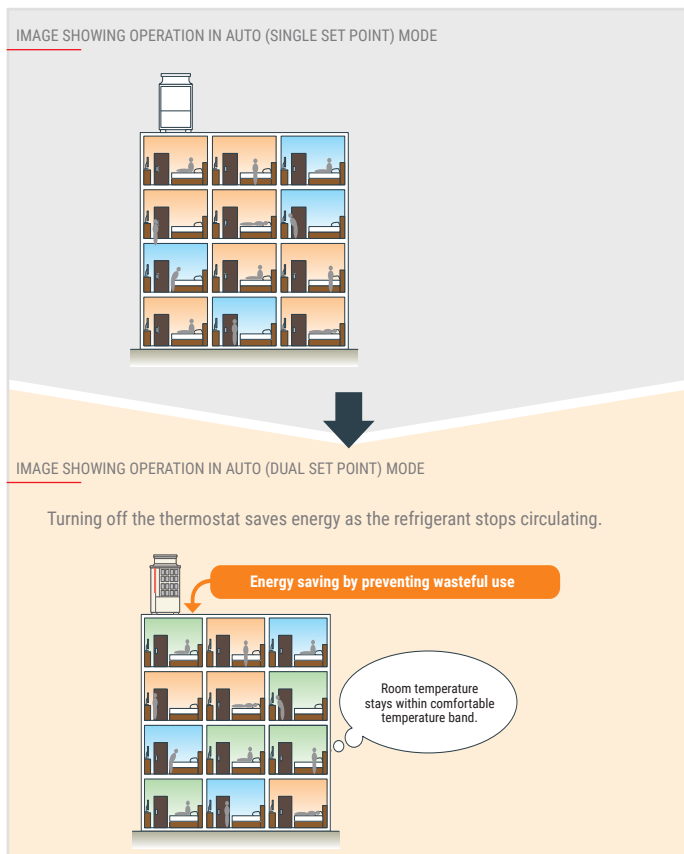 IMAGE SHOWING OPERATION IN AUTO (SINGLE SET POINT) MODE
IMAGE SHOWING OPERATION IN AUTO (DUAL SET POINT) MODE
Turning off the thermostat saves energy as the refrigerant stops circulating.
Energy saving by preventing wasteful use
Room temperature
stays within comfortable
temperature band.